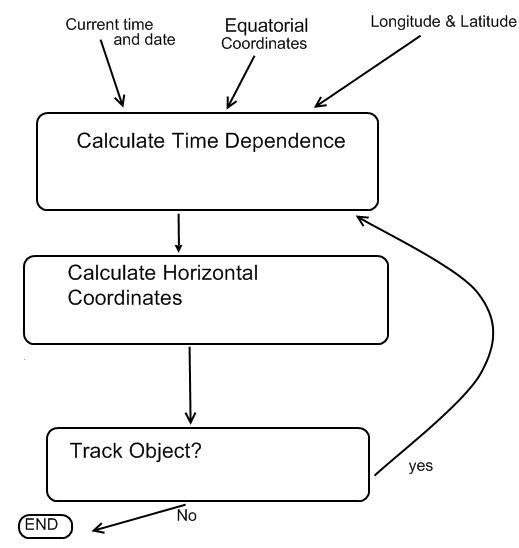 Current time
and date
Equatorial
Coordinates
Longitude & Latitude
Calculate Time Dependence
Calculate Horizontal
Coordinates
Track Object?
yes
No
END